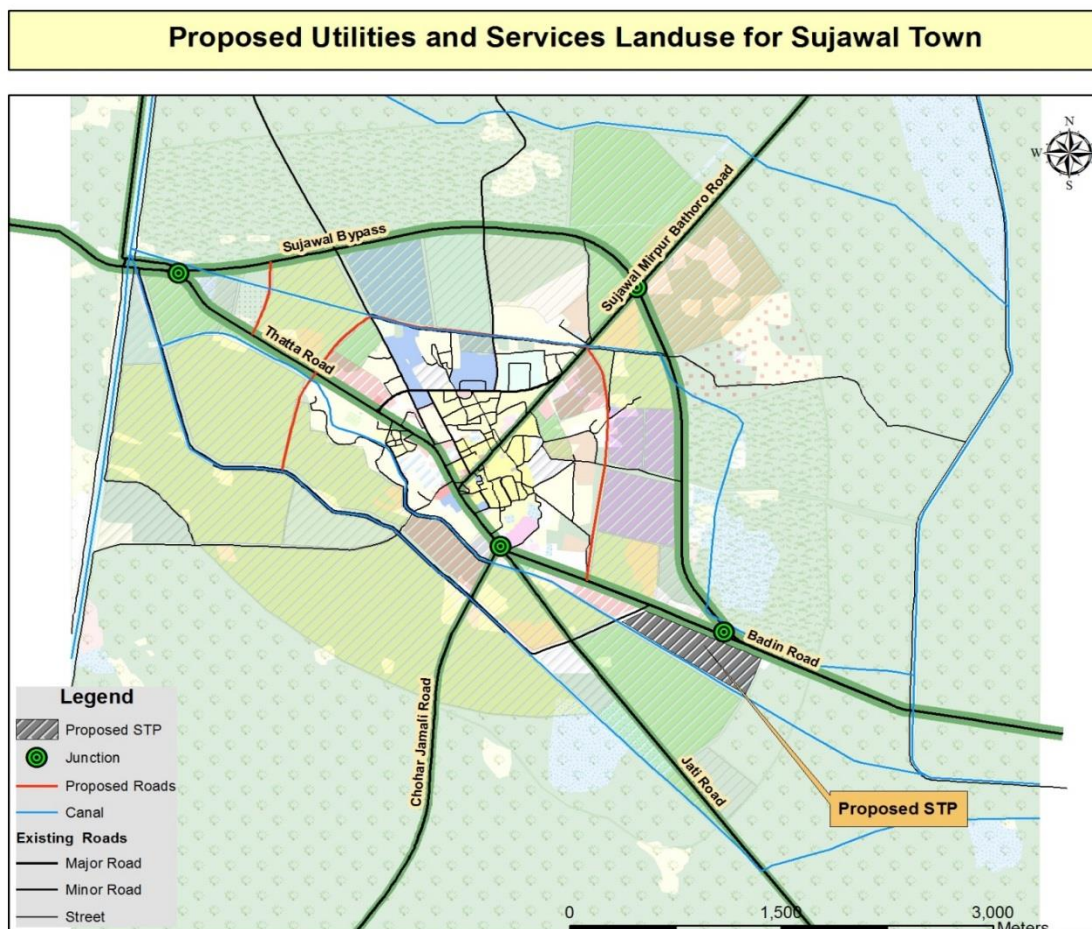 Proposed Utilities and Services Landuse for Sujawal Town
N
W
S
Sujawal Bypass
Sujawal Mirpur Bathoro Road
Thatta Road
Badin Road
Chohar Jamali Road
Jati Road
Proposed STP
Legend
Proposed STP
Junction
Proposed Roads
Canal
Existing Roads
Major Road
Minor Road
Street
0 1,500 3,000
Meters